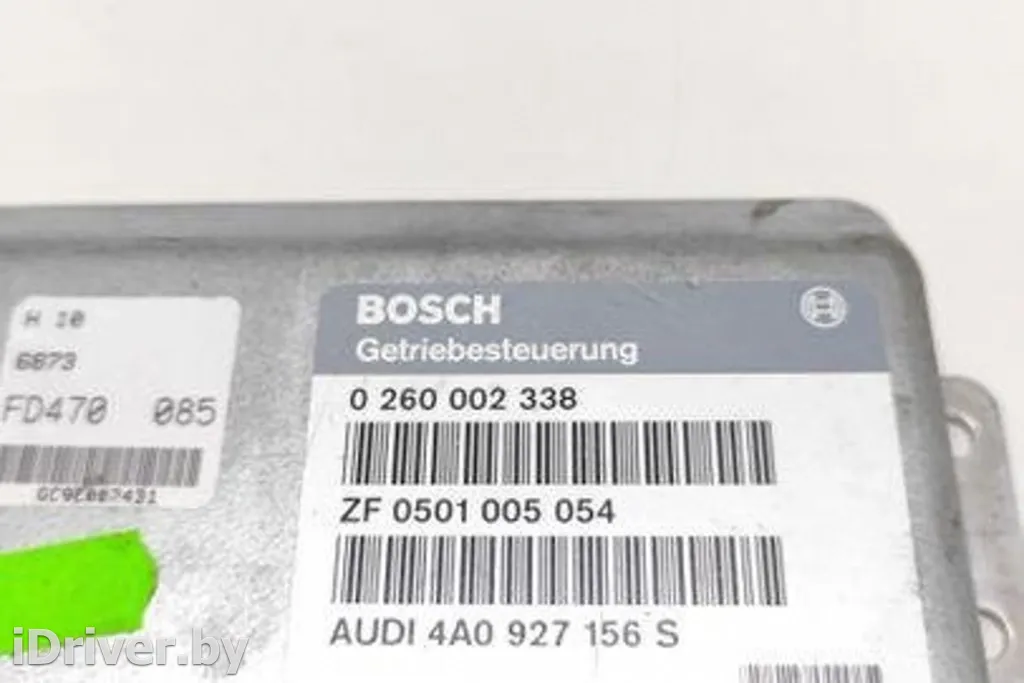 H 10
6873
FD470 085
BOSCH
Getriebesteuerung
0 260 002 338
ZF 0501 005 054
AUDI 4A0 927 156 S
iDriver.by